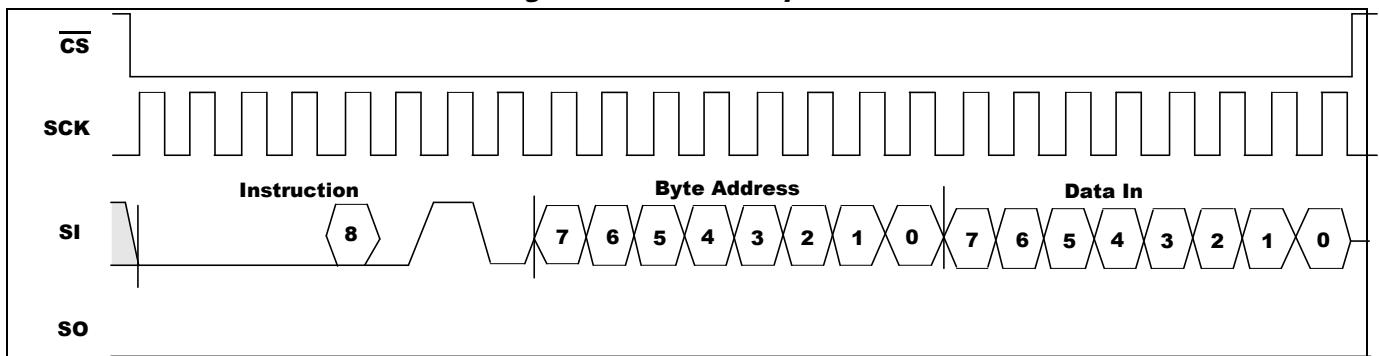 CS
SCK
Instruction Byte Address Data In
SI 8 7 6 5 4 3 2 1 0 7 6 5 4 3 2 1 0
SO